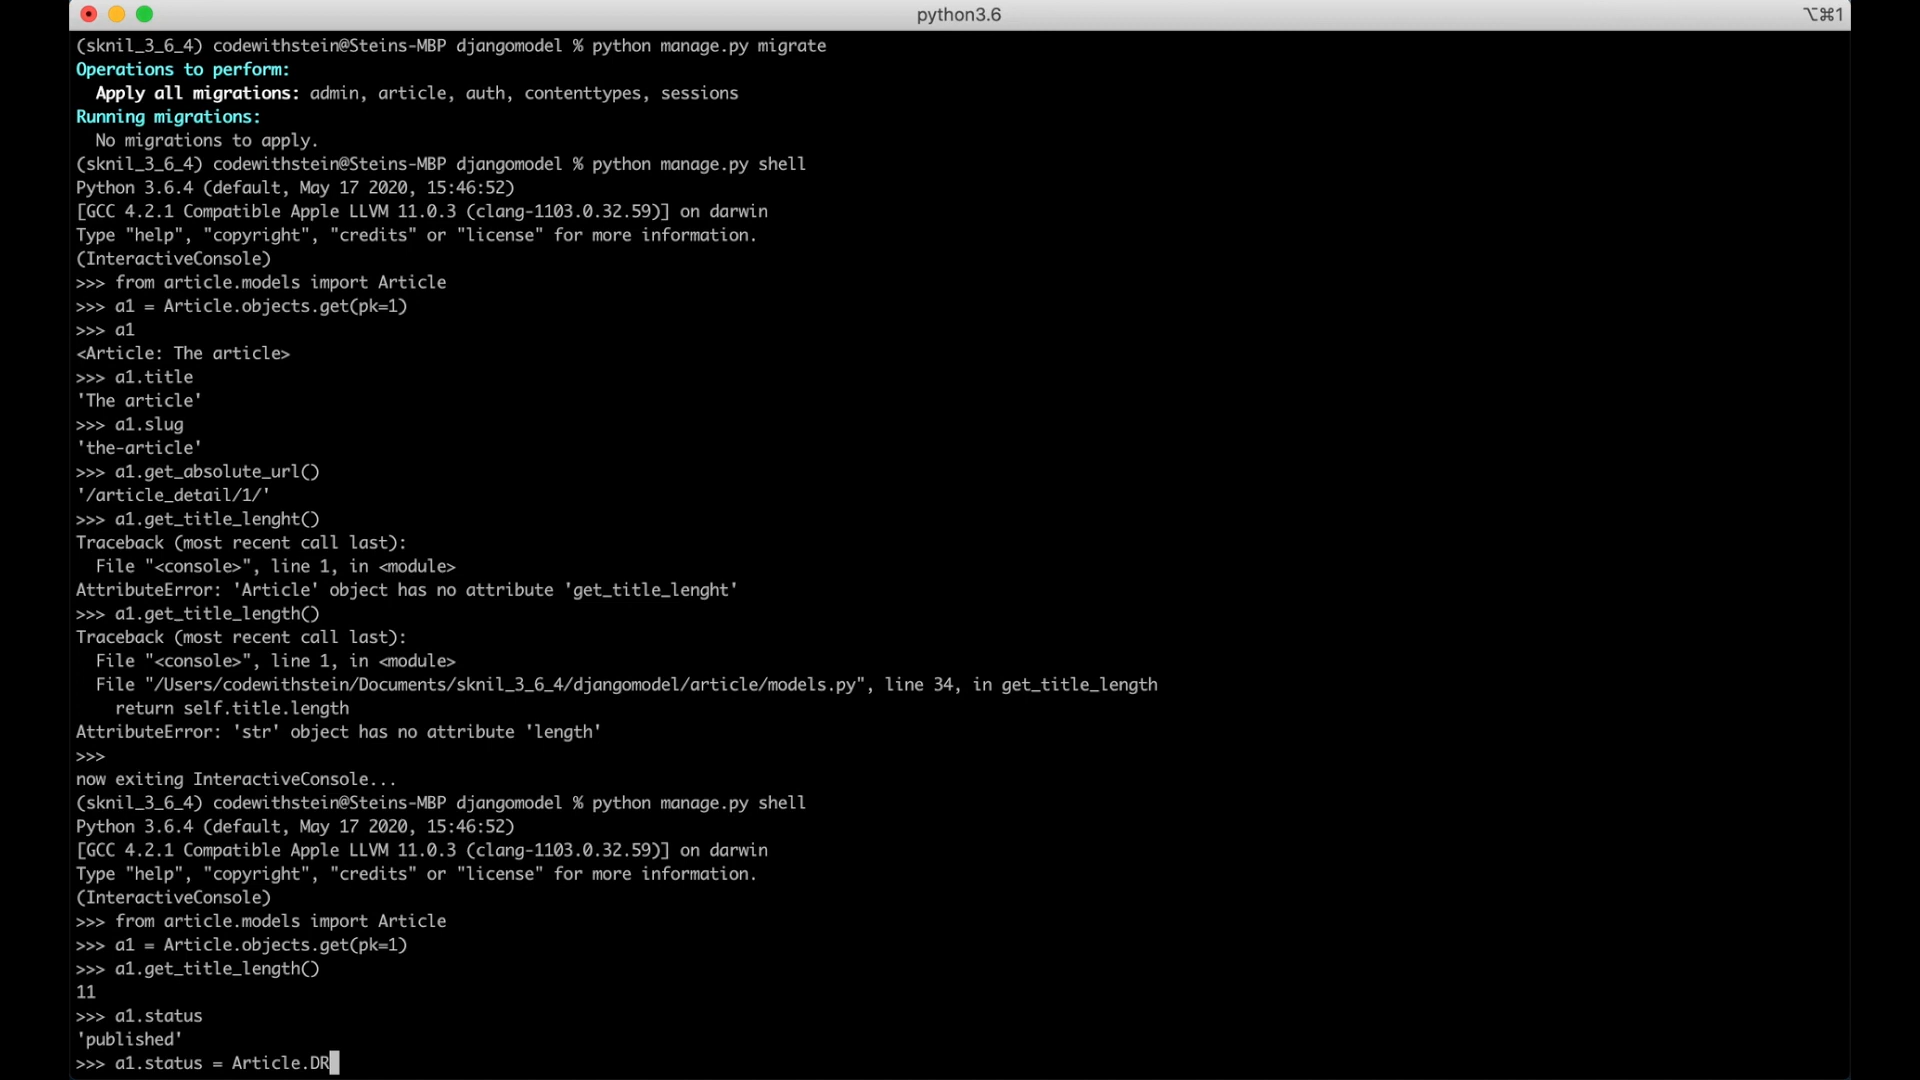 python3.6
⌥⌘1
(sknil_3_6_4) codewithstein@Steins-MBP djangomodel % python manage.py migrate
Operations to perform:
  Apply all migrations: admin, article, auth, contenttypes, sessions
Running migrations:
  No migrations to apply.
(sknil_3_6_4) codewithstein@Steins-MBP djangomodel % python manage.py shell
Python 3.6.4 (default, May 17 2020, 15:46:52)
[GCC 4.2.1 Compatible Apple LLVM 11.0.3 (clang-1103.0.32.59)] on darwin
Type "help", "copyright", "credits" or "license" for more information.
(InteractiveConsole)
>>> from article.models import Article
>>> a1 = Article.objects.get(pk=1)
>>> a1
<Article: The article>
>>> a1.title
'The article'
>>> a1.slug
'the-article'
>>> a1.get_absolute_url()
'/article_detail/1/'
>>> a1.get_title_lenght()
Traceback (most recent call last):
  File "<console>", line 1, in <module>
AttributeError: 'Article' object has no attribute 'get_title_lenght'
>>> a1.get_title_length()
Traceback (most recent call last):
  File "<console>", line 1, in <module>
  File "/Users/codewithstein/Documents/sknil_3_6_4/djangomodel/article/models.py", line 34, in get_title_length
    return self.title.length
AttributeError: 'str' object has no attribute 'length'
>>>
now exiting InteractiveConsole...
(sknil_3_6_4) codewithstein@Steins-MBP djangomodel % python manage.py shell
Python 3.6.4 (default, May 17 2020, 15:46:52)
[GCC 4.2.1 Compatible Apple LLVM 11.0.3 (clang-1103.0.32.59)] on darwin
Type "help", "copyright", "credits" or "license" for more information.
(InteractiveConsole)
>>> from article.models import Article
>>> a1 = Article.objects.get(pk=1)
>>> a1.get_title_length()
11
>>> a1.status
'published'
>>> a1.status = Article.DR